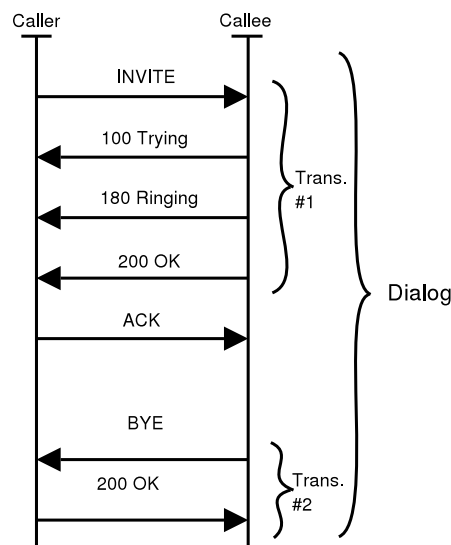 Caller
Callee
INVITE
100 Trying
180 Ringing
Trans.
#1
200 OK
Dialog
ACK
BYE
200 OK
Trans.
#2